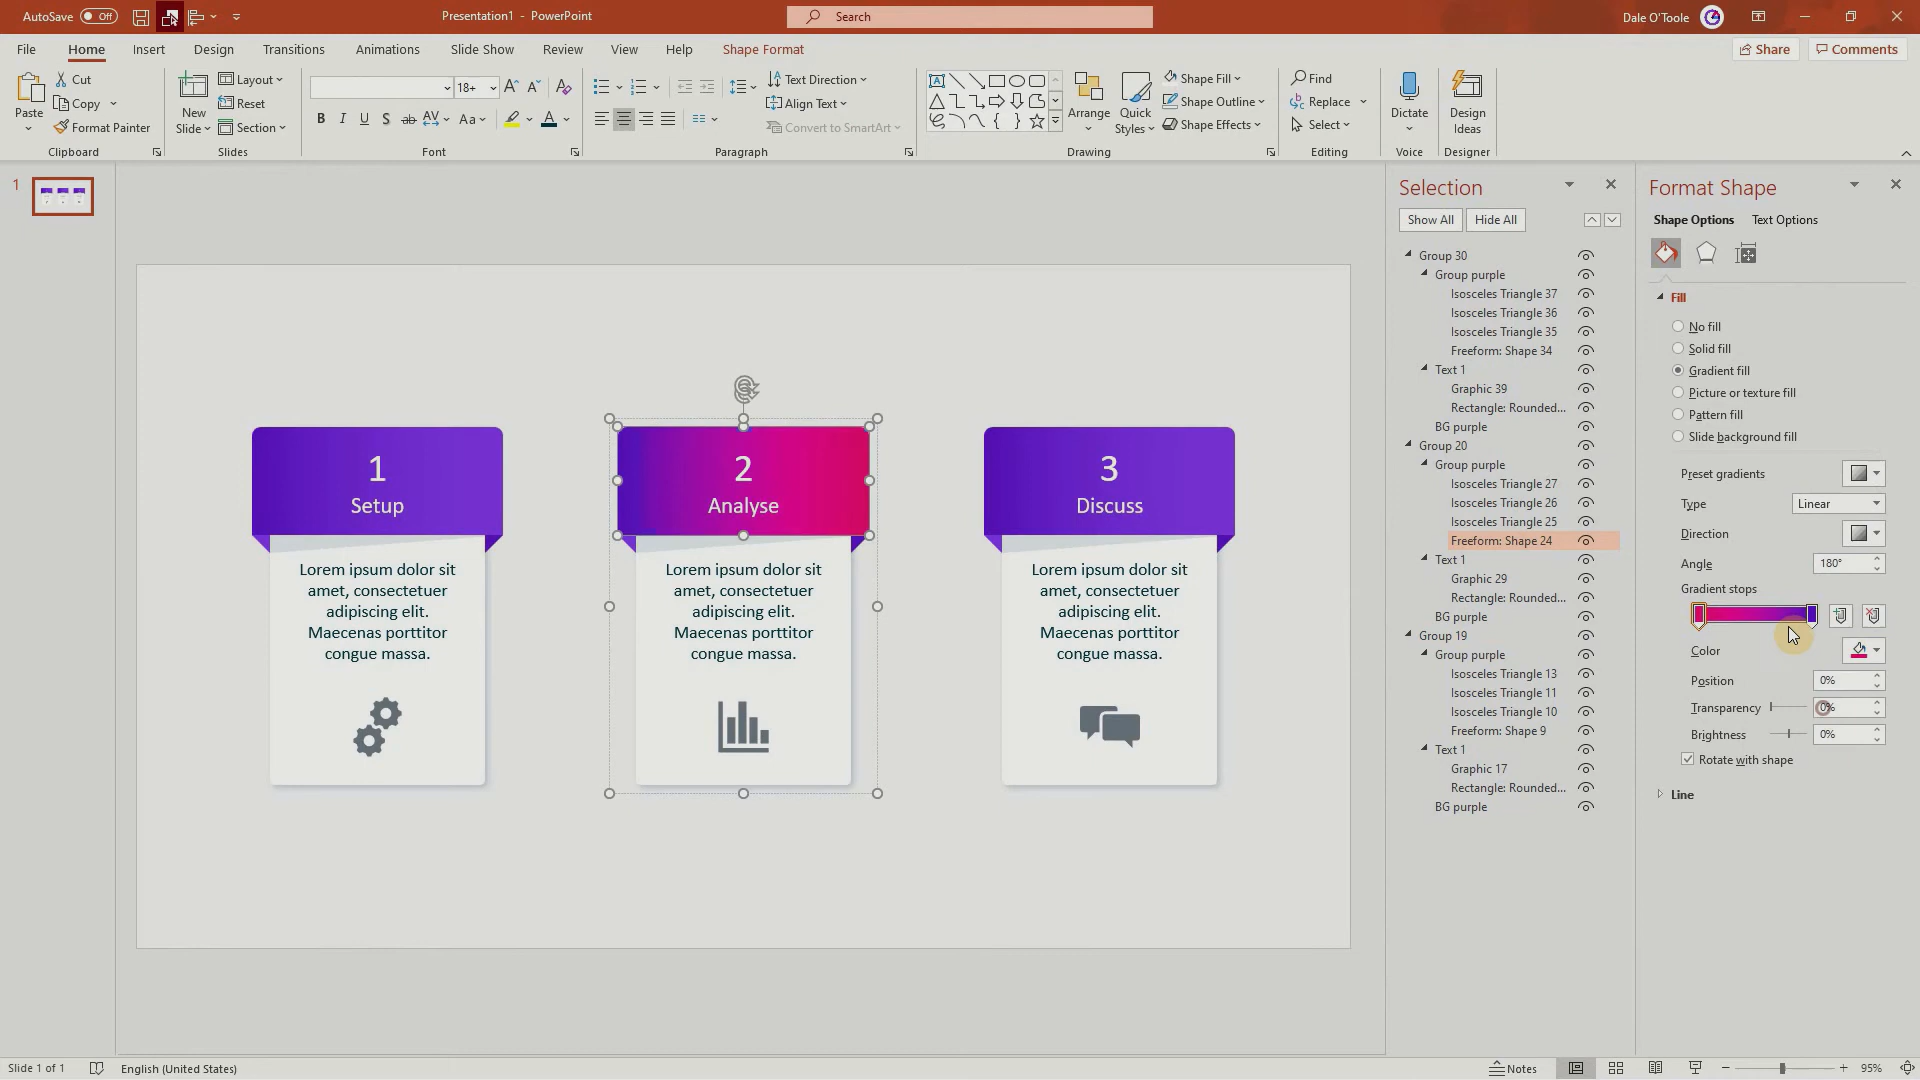 AutoSave Off
Presentation1 - PowerPoint
Search
Dale O'Toole
File Home Insert Design Transitions Animations Slide Show Review View Help Shape Format
Share Comments
Paste
Cut
Copy
Format Painter
Clipboard
New
Slide
Layout
Reset
Section
Slides
18+
B I U S ab AV Aa A
Font
Text Direction
Align Text
Convert to SmartArt
Paragraph
Arrange
Quick
Styles
Shape Fill
Shape Outline
Shape Effects
Drawing
Find
Replace
Select
Editing
Dictate
Voice
Design
Ideas
Designer
1
1
Setup
Lorem ipsum dolor sit
amet, consectetuer
adipiscing elit.
Maecenas porttitor
congue massa.
2
Analyse
Lorem ipsum dolor sit
amet, consectetuer
adipiscing elit.
Maecenas porttitor
congue massa.
3
Discuss
Lorem ipsum dolor sit
amet, consectetuer
adipiscing elit.
Maecenas porttitor
congue massa.
Selection
Show All Hide All
Group 30
Group purple
Isosceles Triangle 37
Isosceles Triangle 36
Isosceles Triangle 35
Freeform: Shape 34
Text 1
Graphic 39
Rectangle: Rounded...
BG purple
Group 20
Group purple
Isosceles Triangle 27
Isosceles Triangle 26
Isosceles Triangle 25
Freeform: Shape 24
Text 1
Graphic 29
Rectangle: Rounded...
BG purple
Group 19
Group purple
Isosceles Triangle 13
Isosceles Triangle 11
Isosceles Triangle 10
Freeform: Shape 9
Text 1
Graphic 17
Rectangle: Rounded...
BG purple
Format Shape
Shape Options Text Options
Fill
No fill
Solid fill
Gradient fill
Picture or texture fill
Pattern fill
Slide background fill
Preset gradients
Type Linear
Direction
Angle 180°
Gradient stops
Color
Position 0%
Transparency 0%
Brightness 0%
Rotate with shape
Line
Slide 1 of 1
English (United States)
Notes
95%